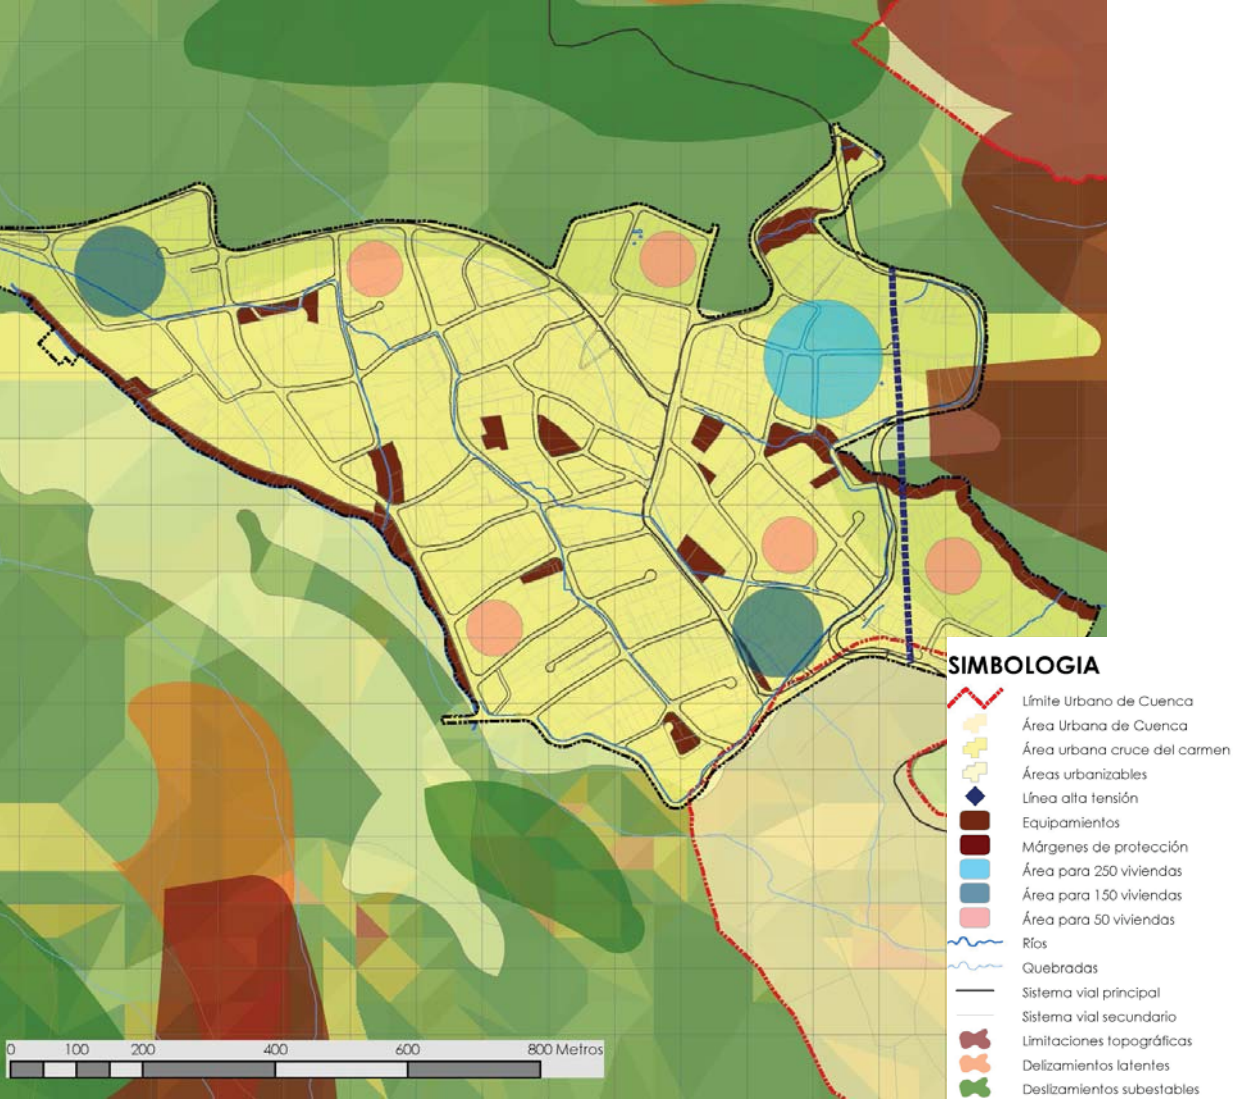 SIMBOLOGIA
Límite Urbano de Cuenca
Área Urbana de Cuenca
Área urbana cruce del carmen
Áreas urbanizables
Línea alta tensión
Equipamientos
Márgenes de protección
Área para 250 viviendas
Área para 150 viviendas
Área para 50 viviendas
Ríos
Quebradas
Sistema vial principal
Sistema vial secundario
Limitaciones topográficas
Delizamientos latentes
Deslizamientos subestables
0 100 200 400 600 800 Metros